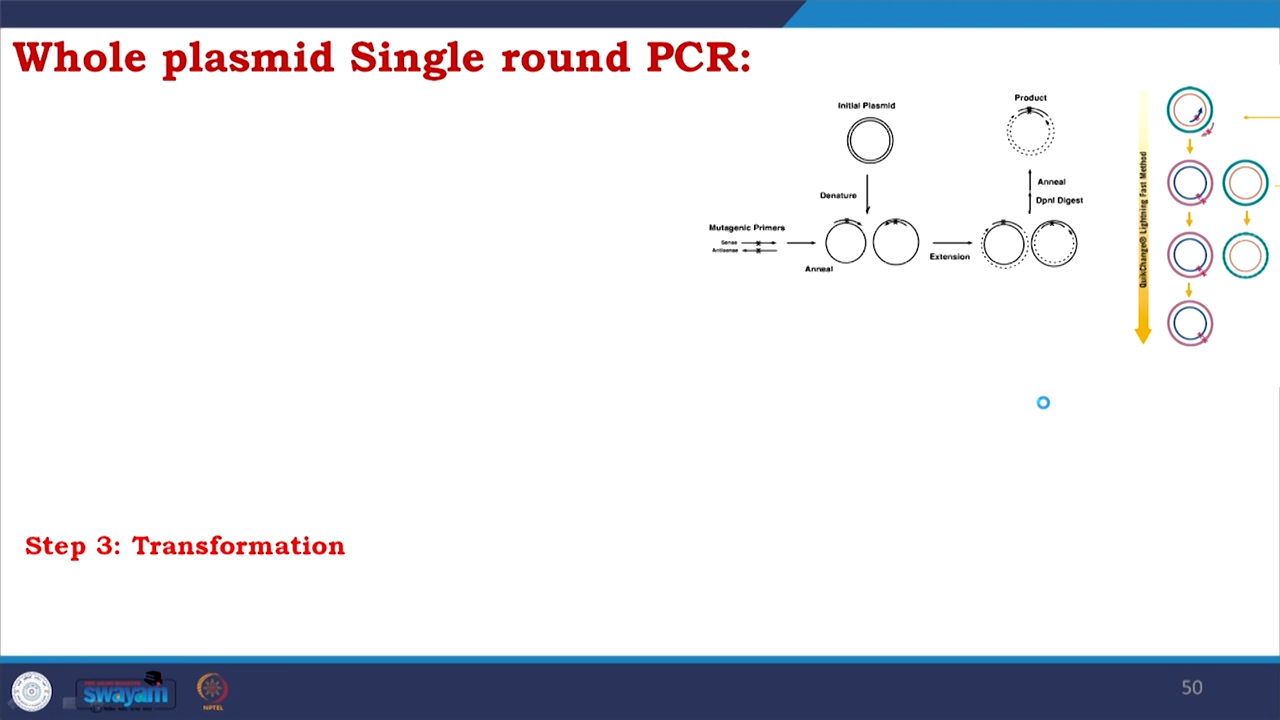 Whole plasmid Single round PCR:
Initial Plasmid
Product
Denature
Anneal
DpnI Digest
Mutagenic Primers
Sense
Antisense
Anneal
Extension
QuikChange® Lightning Fast Method
Step 3: Transformation
swayam
NPTEL
50